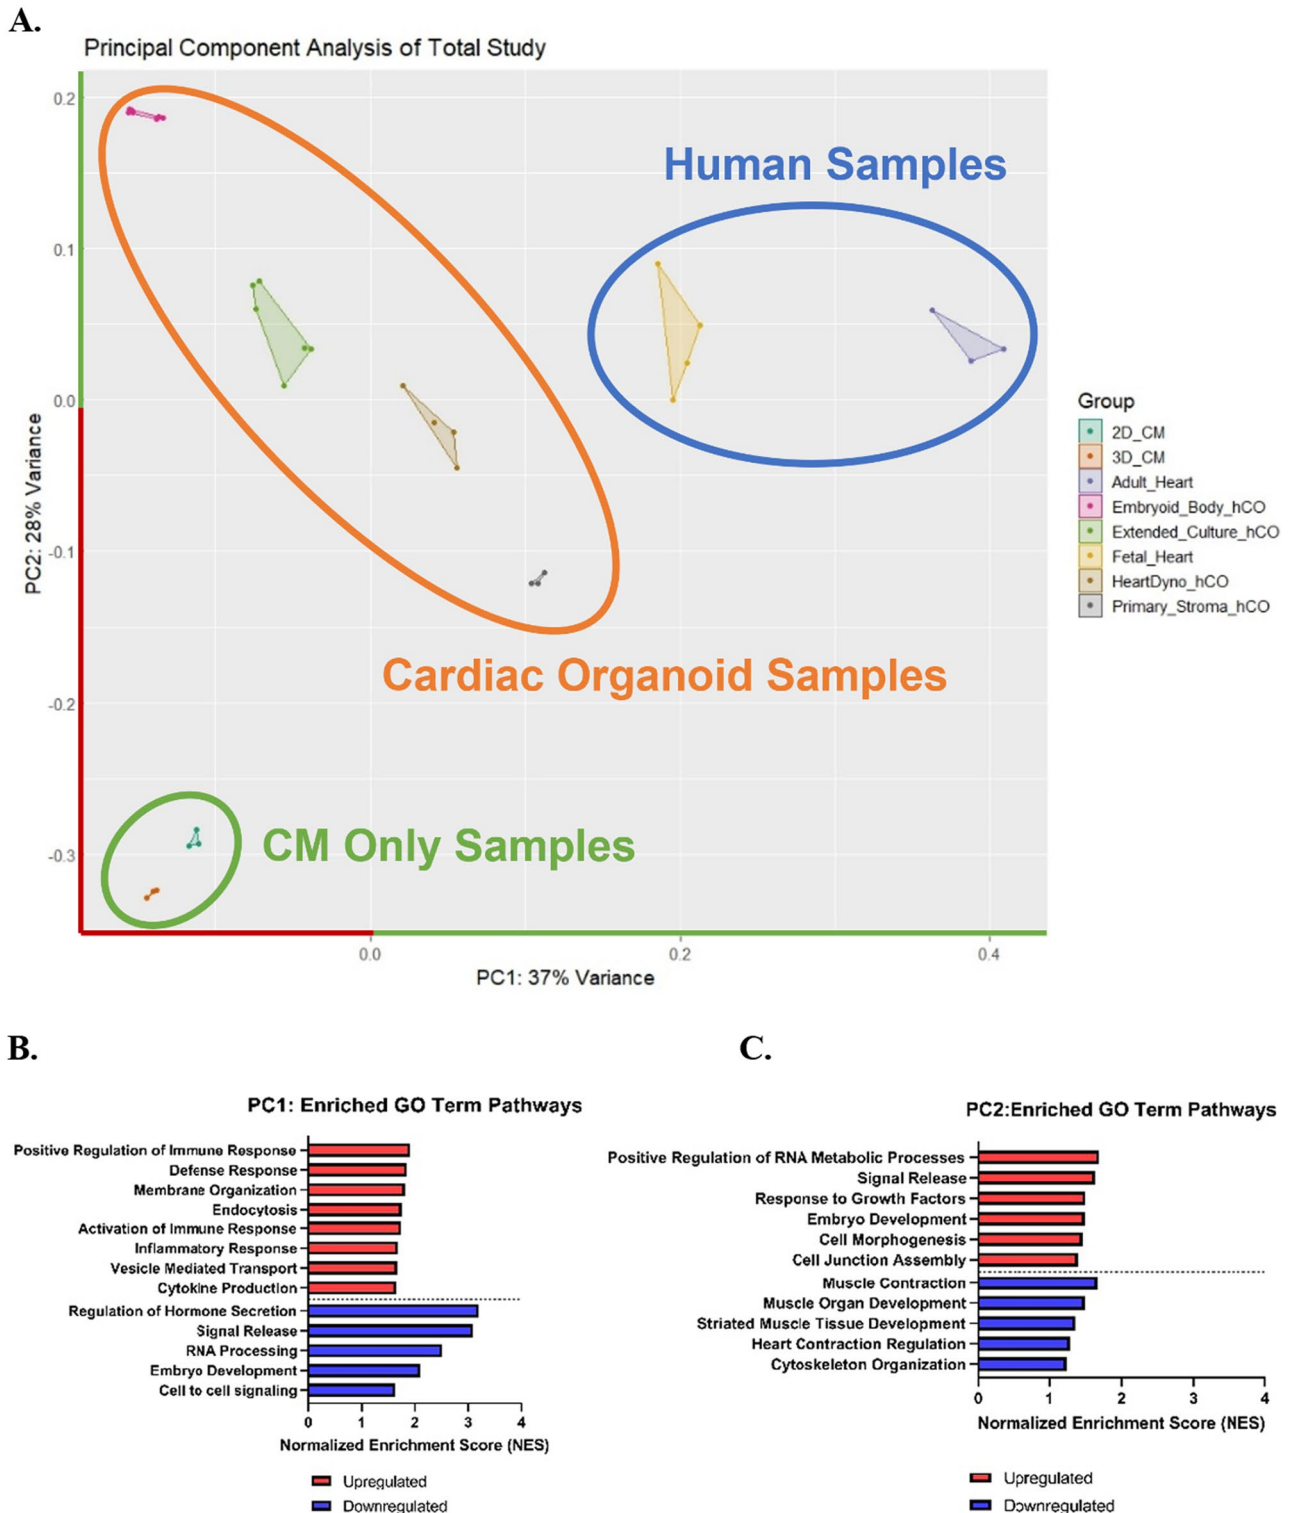 A.
Principal Component Analysis of Total Study
0.2
0.1
0.0
-0.1
-0.2
-0.3
PC2: 28% Variance
Human Samples
Cardiac Organoid Samples
CM Only Samples
0.0
0.2
0.4
PC1: 37% Variance
Group
2D_CM
3D_CM
Adult_Heart
Embryoid_Body_hCO
Extended_Culture_hCO
Fetal_Heart
HeartDyno_hCO
Primary_Stroma_hCO
B.
PC1: Enriched GO Term Pathways
Positive Regulation of Immune Response
Defense Response
Membrane Organization
Endocytosis
Activation of Immune Response
Inflammatory Response
Vesicle Mediated Transport
Cytokine Production
Regulation of Hormone Secretion
Signal Release
RNA Processing
Embryo Development
Cell to cell signaling
0 1 2 3 4
Normalized Enrichment Score (NES)
Upregulated
Downregulated
C.
PC2:Enriched GO Term Pathways
Positive Regulation of RNA Metabolic Processes
Signal Release
Response to Growth Factors
Embryo Development
Cell Morphogenesis
Cell Junction Assembly
Muscle Contraction
Muscle Organ Development
Striated Muscle Tissue Development
Heart Contraction Regulation
Cytoskeleton Organization
0 1 2 3 4
Normalized Enrichment Score (NES)
Upregulated
Downregulated